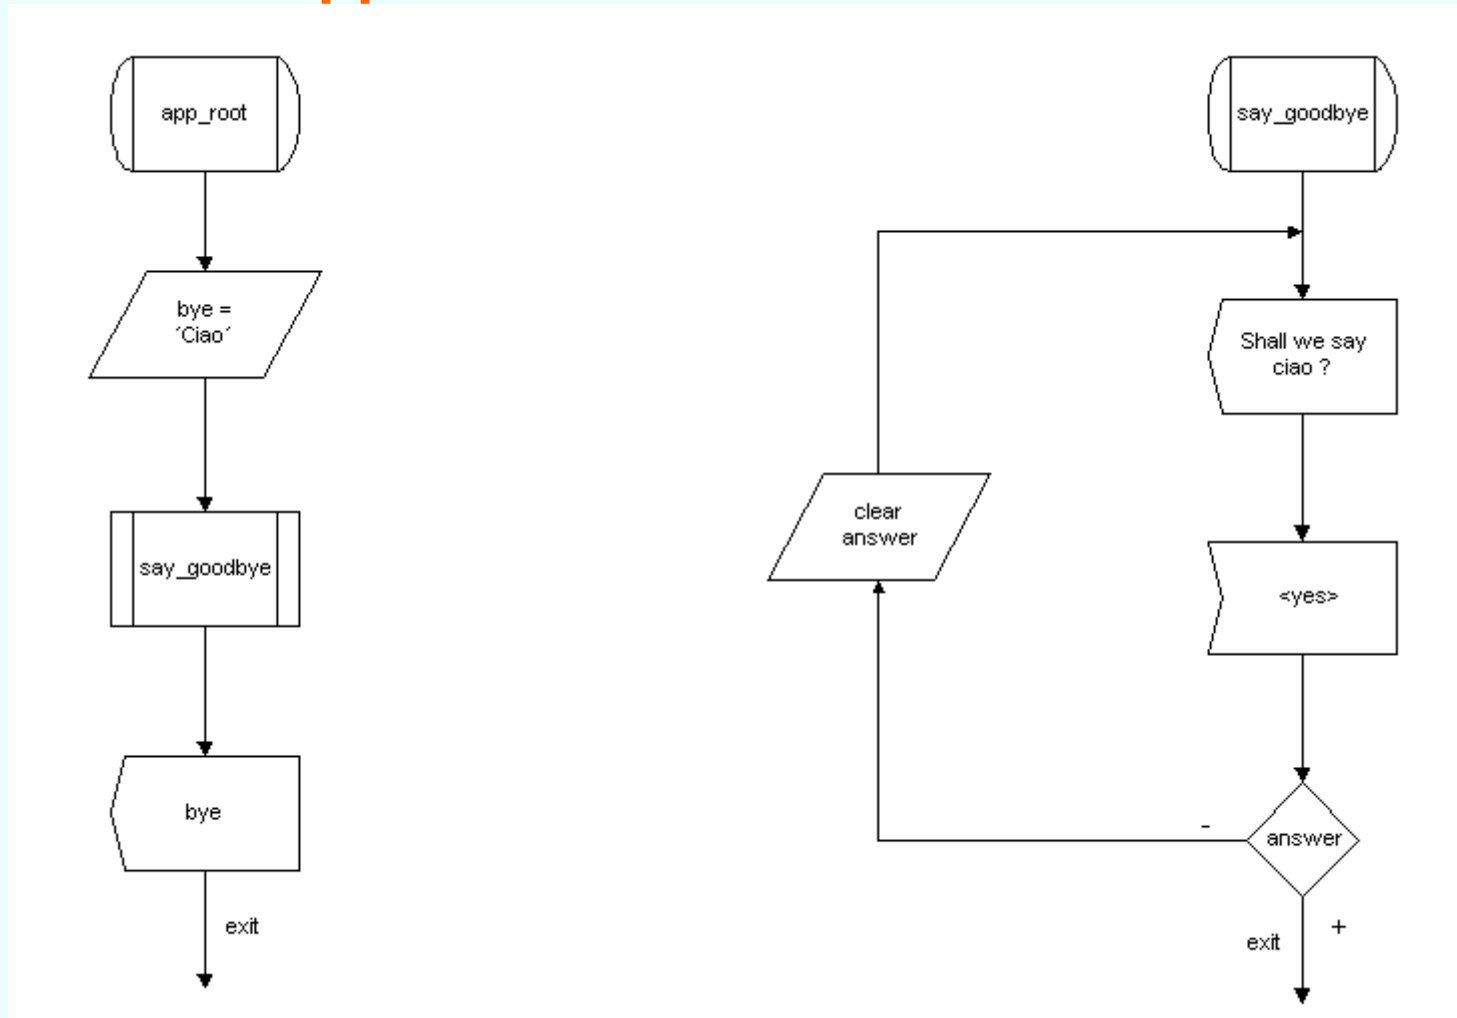 app_root
bye =
´Ciao´
say_goodbye
bye
exit
say_goodbye
Shall we say
ciao ?
<yes>
answer
-
+
exit
clear
answer